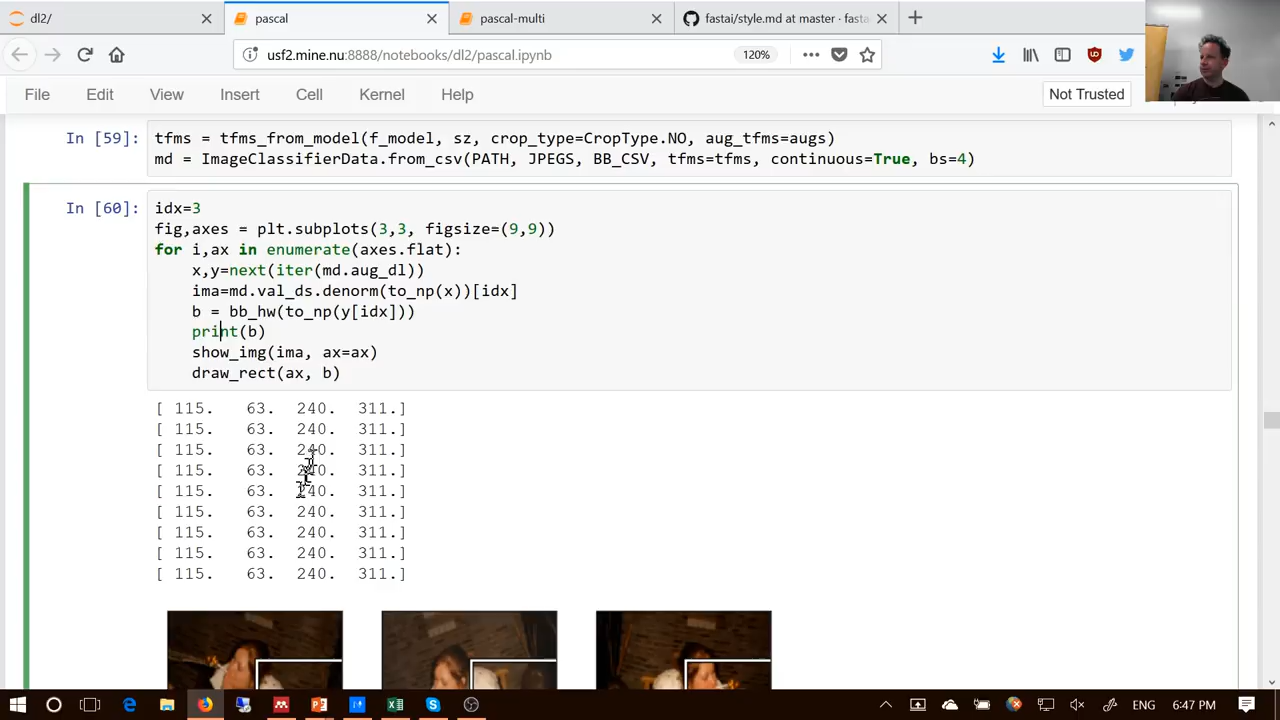 dl2/
pascal
pascal-multi
fastai/style.md at master · fasta
usf2.mine.nu:8888/notebooks/dl2/pascal.ipynb
120%
File Edit View Insert Cell Kernel Help
Not Trusted
In [59]: tfms = tfms_from_model(f_model, sz, crop_type=CropType.NO, aug_tfms=augs)
md = ImageClassifierData.from_csv(PATH, JPEGS, BB_CSV, tfms=tfms, continuous=True, bs=4)
In [60]: idx=3
fig,axes = plt.subplots(3,3, figsize=(9,9))
for i,ax in enumerate(axes.flat):
x,y=next(iter(md.aug_dl))
ima=md.val_ds.denorm(to_np(x))[idx]
b = bb_hw(to_np(y[idx]))
print(b)
show_img(ima, ax=ax)
draw_rect(ax, b)
[ 115. 63. 240. 311.]
[ 115. 63. 240. 311.]
[ 115. 63. 240. 311.]
[ 115. 63. 240. 311.]
[ 115. 63. 240. 311.]
[ 115. 63. 240. 311.]
[ 115. 63. 240. 311.]
[ 115. 63. 240. 311.]
[ 115. 63. 240. 311.]
ENG 6:47 PM